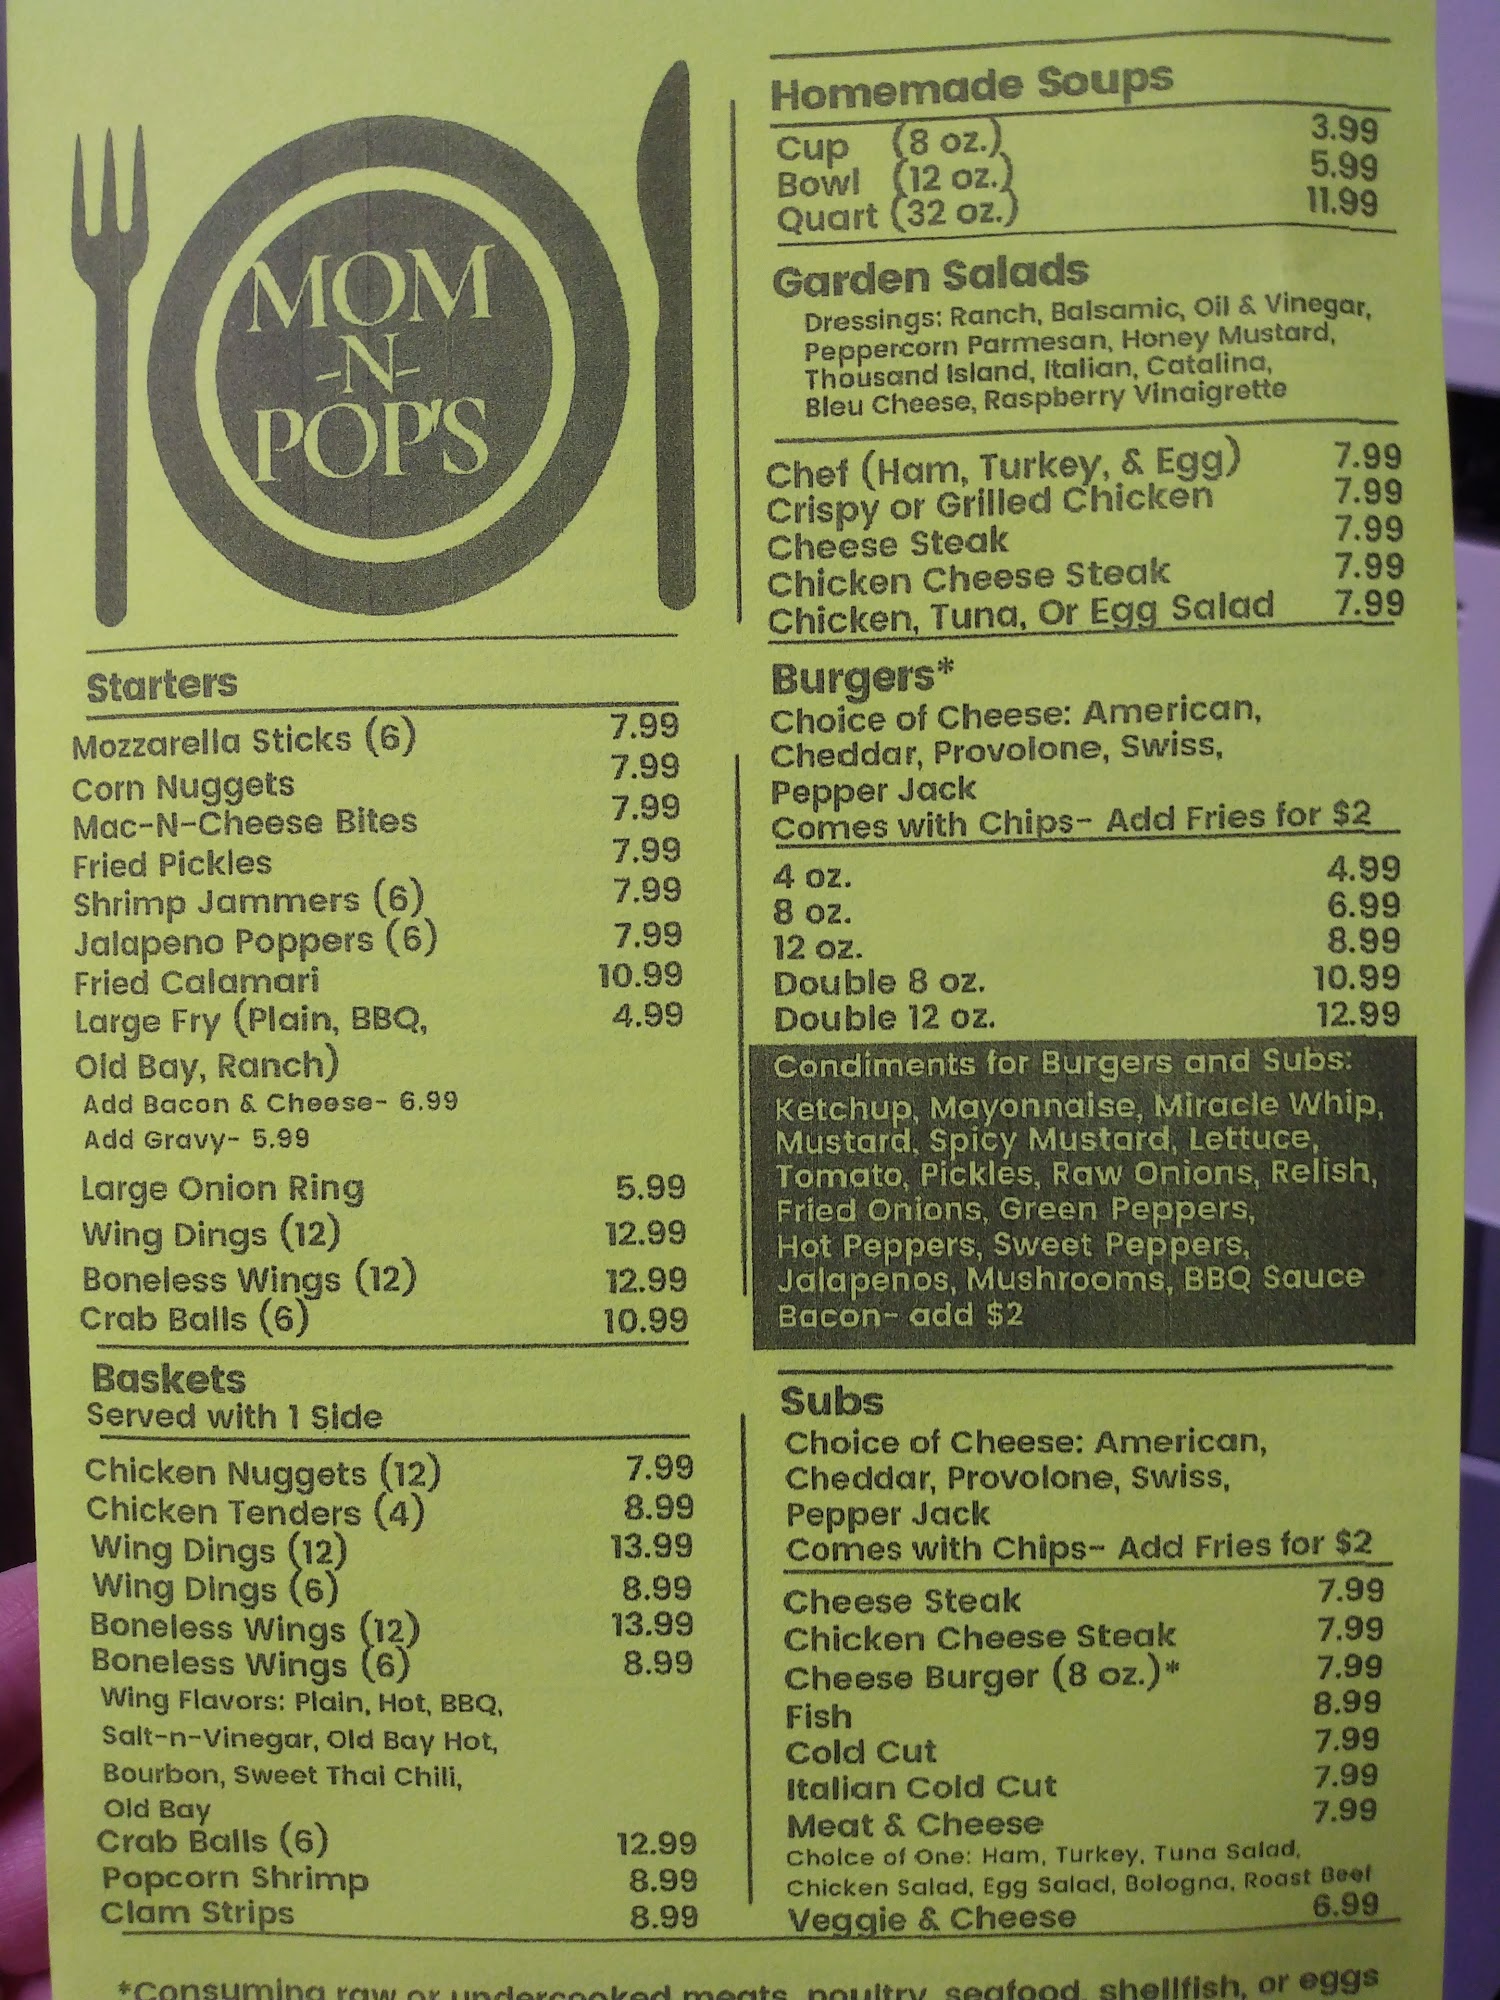 MOM
-N-
POP'S
Starters
Mozzarella Sticks (6) 7.99
Corn Nuggets 7.99
Mac-N-Cheese Bites 7.99
Fried Pickles 7.99
Shrimp Jammers (6) 7.99
Jalapeno Poppers (6) 7.99
Fried Calamari 10.99
Large Fry (Plain, BBQ, 4.99
Old Bay, Ranch)
Add Bacon & Cheese- 6.99
Add Gravy- 5.99
Large Onion Ring 5.99
Wing Dings (12) 12.99
Boneless Wings (12) 12.99
Crab Balls (6) 10.99
Baskets
Served with 1 Side
Chicken Nuggets (12) 7.99
Chicken Tenders (4) 8.99
Wing Dings (12) 13.99
Wing Dings (6) 8.99
Boneless Wings (12) 13.99
Boneless Wings (6) 8.99
Wing Flavors: Plain, Hot, BBQ,
Salt-n-Vinegar, Old Bay Hot,
Bourbon, Sweet Thai Chili,
Old Bay
Crab Balls (6) 12.99
Popcorn Shrimp 8.99
Clam Strips 8.99
Homemade Soups
Cup (8 oz.) 3.99
Bowl (12 oz.) 5.99
Quart (32 oz.) 11.99
Garden Salads
Dressings: Ranch, Balsamic, Oil & Vinegar,
Peppercorn Parmesan, Honey Mustard,
Thousand Island, Italian, Catalina,
Bleu Cheese, Raspberry Vinaigrette
Chef (Ham, Turkey, & Egg) 7.99
Crispy or Grilled Chicken 7.99
Cheese Steak 7.99
Chicken Cheese Steak 7.99
Chicken, Tuna, Or Egg Salad 7.99
Burgers*
Choice of Cheese: American,
Cheddar, Provolone, Swiss,
Pepper Jack
Comes with Chips- Add Fries for $2
4 oz. 4.99
8 oz. 6.99
12 oz. 8.99
Double 8 oz. 10.99
Double 12 oz. 12.99
Condiments for Burgers and Subs:
Ketchup, Mayonnaise, Miracle Whip,
Mustard, Spicy Mustard, Lettuce,
Tomato, Pickles, Raw Onions, Relish,
Fried Onions, Green Peppers,
Hot Peppers, Sweet Peppers,
Jalapenos, Mushrooms, BBQ Sauce
Bacon- add $2
Subs
Choice of Cheese: American,
Cheddar, Provolone, Swiss,
Pepper Jack
Comes with Chips- Add Fries for $2
Cheese Steak 7.99
Chicken Cheese Steak 7.99
Cheese Burger (8 oz.)* 7.99
Fish 8.99
Cold Cut 7.99
Italian Cold Cut 7.99
Meat & Cheese 7.99
Choice of One: Ham, Turkey, Tuna Salad,
Chicken Salad, Egg Salad, Bologna, Roast Beef
Veggie & Cheese 6.99
*Consuming raw or undercooked meats, poultry, seafood, shellfish, or eggs